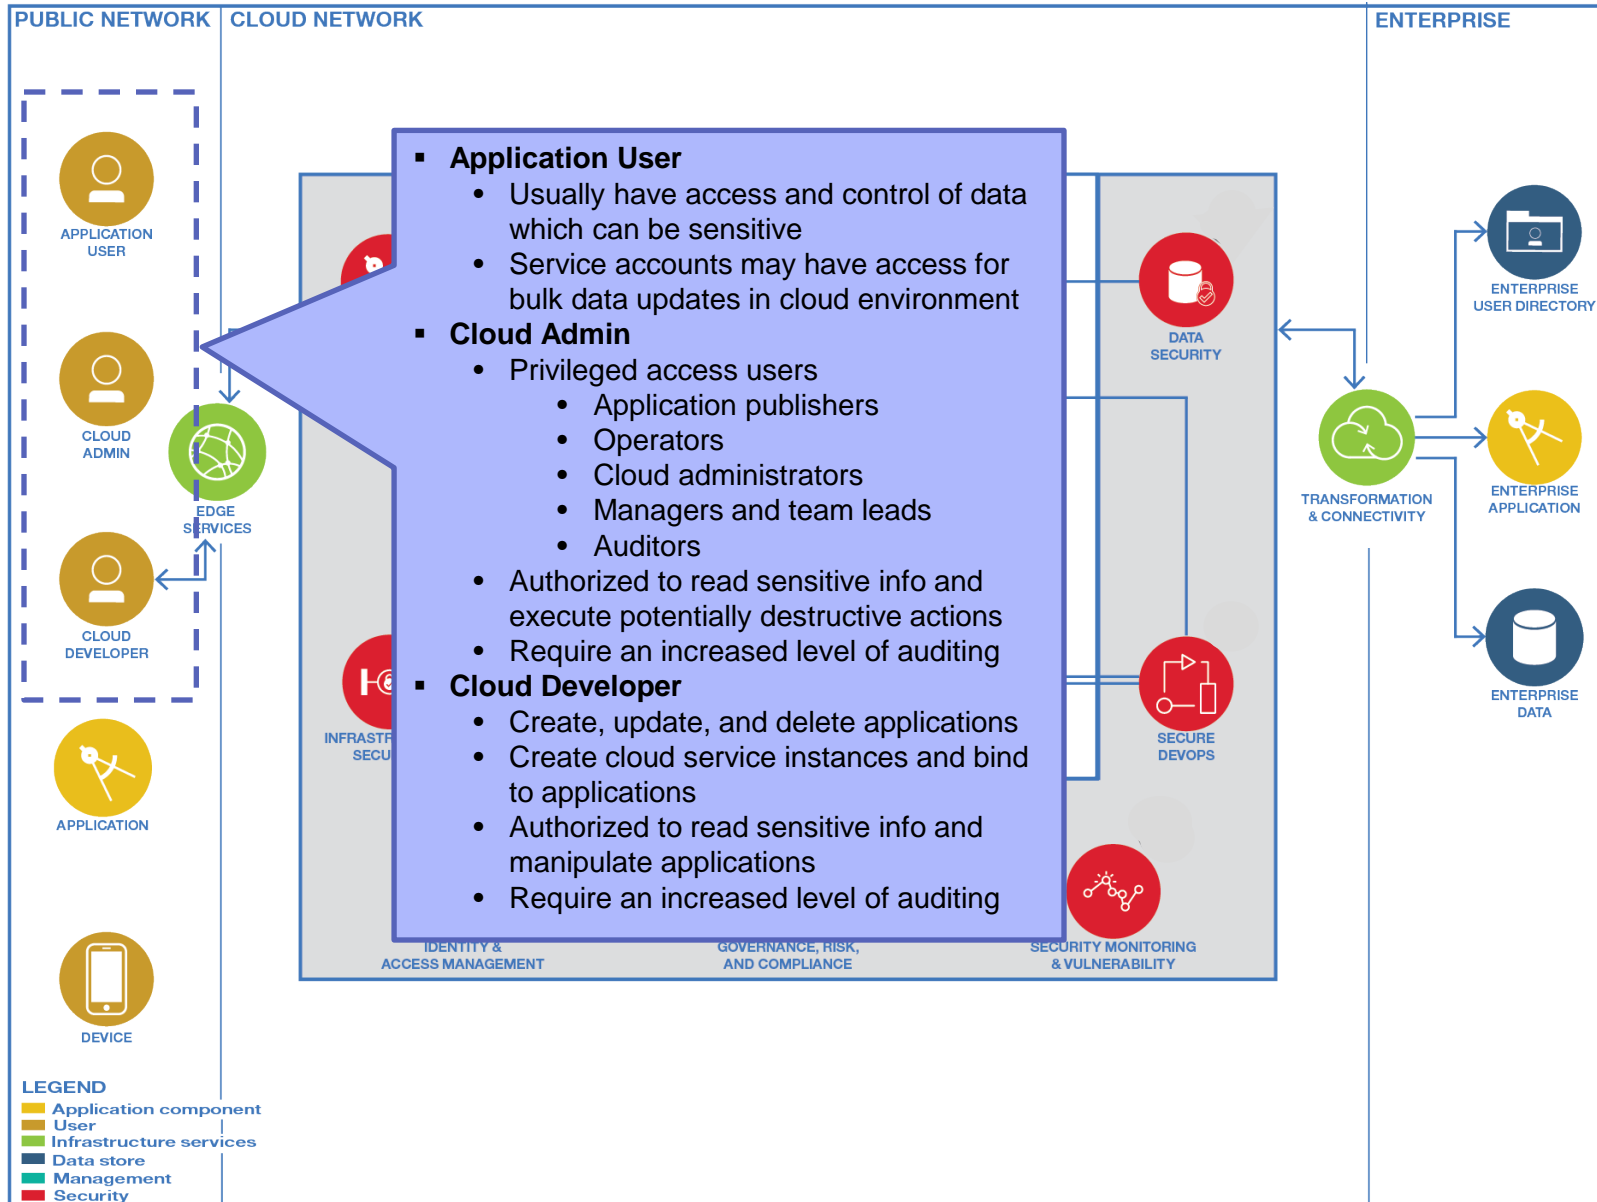 PUBLIC NETWORK
CLOUD NETWORK
ENTERPRISE
APPLICATION
USER
CLOUD
ADMIN
EDGE
SERVICES
CLOUD
DEVELOPER
APPLICATION
DEVICE
▪ Application User
• Usually have access and control of data
which can be sensitive
• Service accounts may have access for
bulk data updates in cloud environment
▪ Cloud Admin
• Privileged access users
• Application publishers
• Operators
• Cloud administrators
• Managers and team leads
• Auditors
• Authorized to read sensitive info and
execute potentially destructive actions
• Require an increased level of auditing
▪ Cloud Developer
• Create, update, and delete applications
• Create cloud service instances and bind
to applications
• Authorized to read sensitive info and
manipulate applications
• Require an increased level of auditing
DATA
SECURITY
SECURE
DEVOPS
IDENTITY &
ACCESS MANAGEMENT
GOVERNANCE, RISK,
AND COMPLIANCE
SECURITY MONITORING
& VULNERABILITY
TRANSFORMATION
& CONNECTIVITY
ENTERPRISE
USER DIRECTORY
ENTERPRISE
APPLICATION
ENTERPRISE
DATA
LEGEND
Application component
User
Infrastructure services
Data store
Management
Security